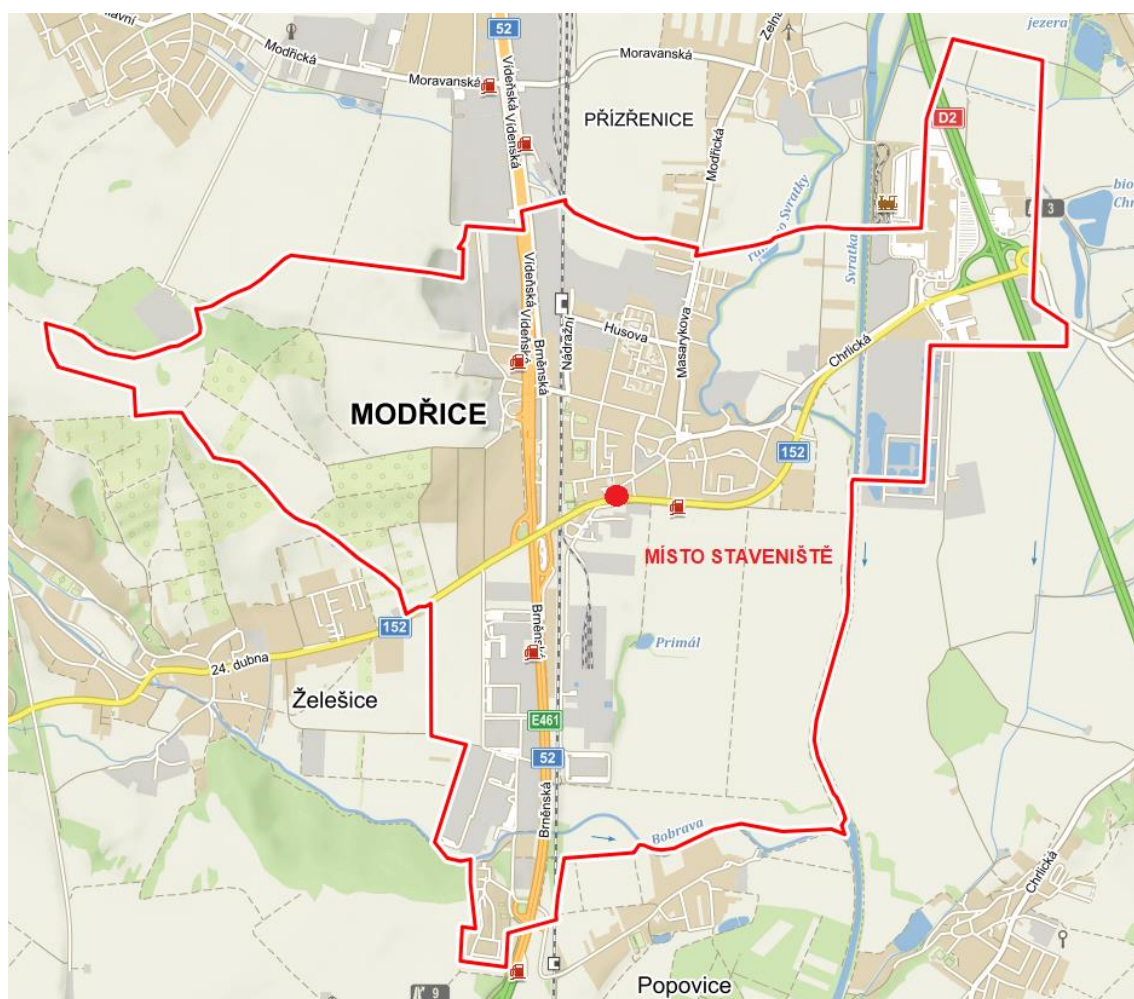 lavní
52
jezera
Modřická
Moravanská
Moravanská
Zelná
Vídeňská
Vídeňská
PŘÍZŘENICE
D2
Modřická
Svratky
3
bio
Chr
Svratka
Vídeňská
Vídeňská
Brněnská
Nádražní
Husova
Masarykova
Chrlická
MODŘICE
152
MÍSTO STAVENIŠTĚ
152
Brněnská
Primál
24. dubna
Želešice
E461
52
Brněnska
Bobrava
Chrlická
9
Popovice